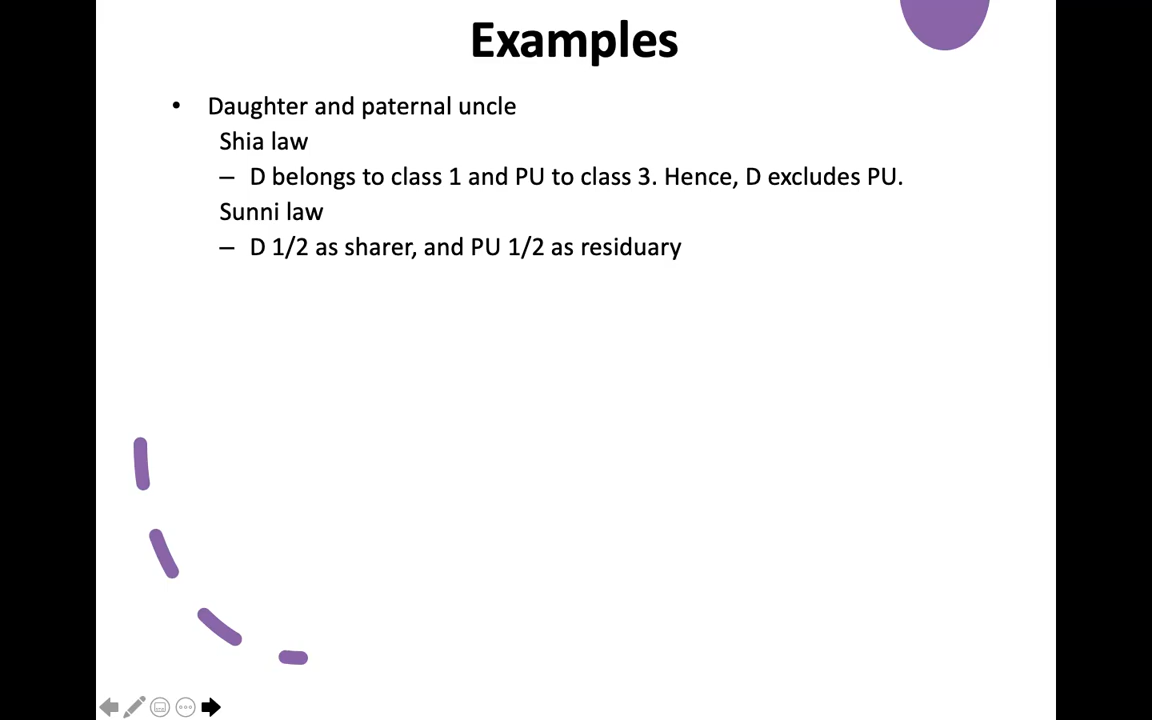 Examples
• Daughter and paternal uncle
Shia law
– D belongs to class 1 and PU to class 3. Hence, D excludes PU.
Sunni law
– D 1/2 as sharer, and PU 1/2 as residuary